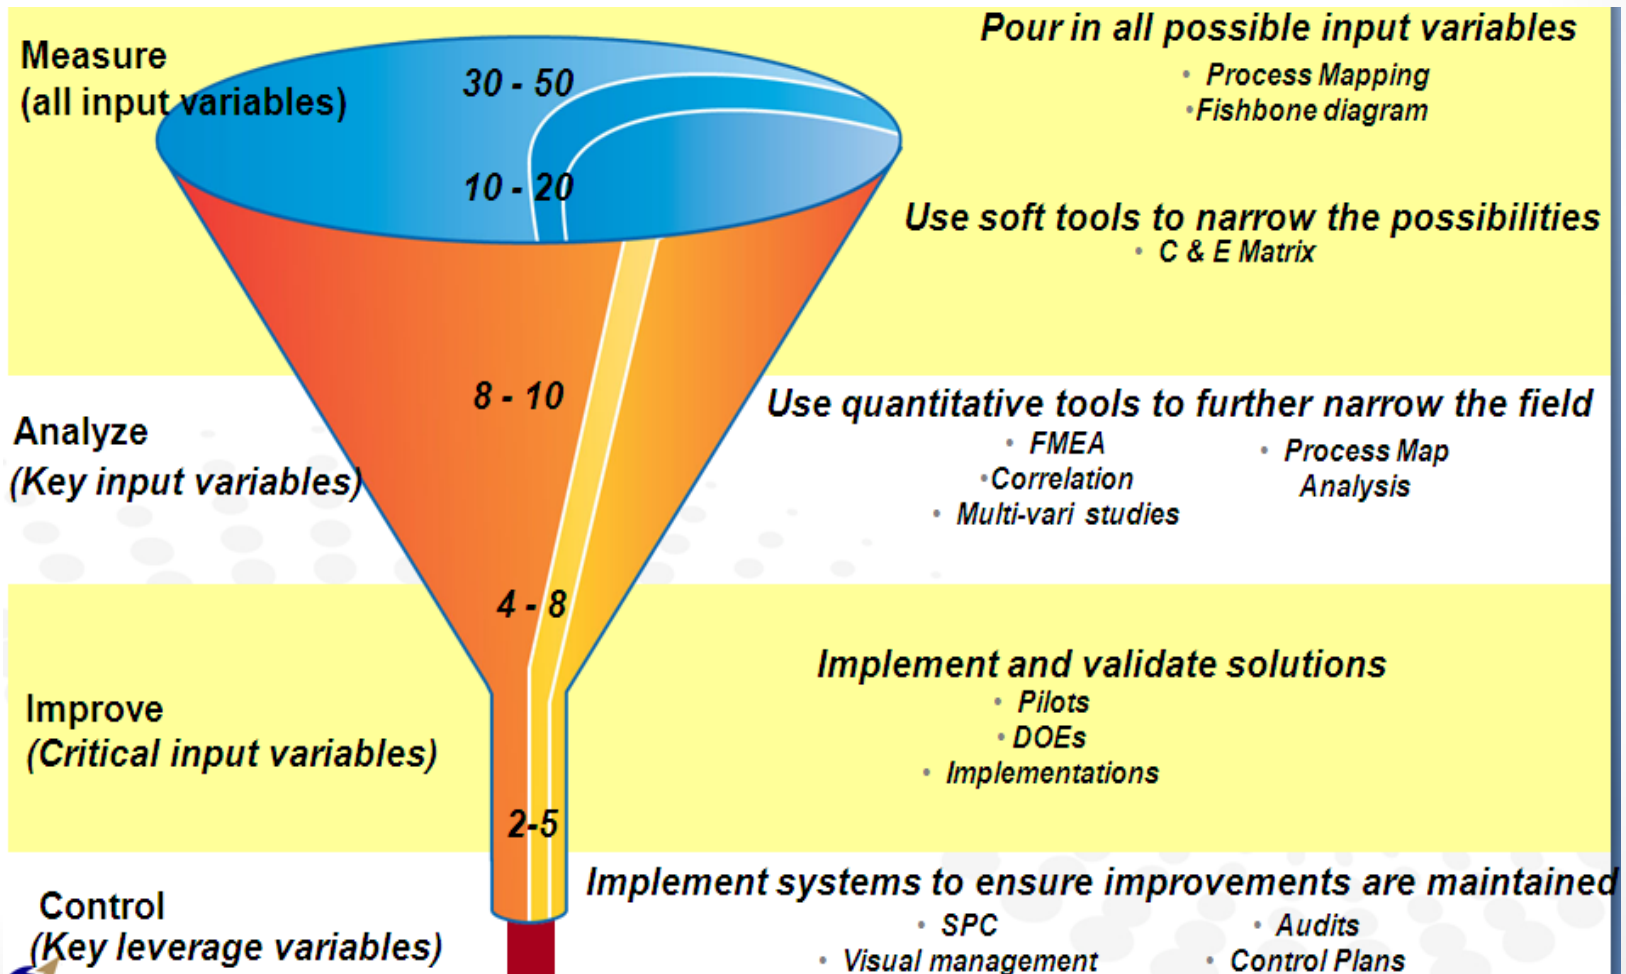 Measure
(all input variables)
30 - 50
10 - 20
Pour in all possible input variables
• Process Mapping
•Fishbone diagram
Use soft tools to narrow the possibilities
• C & E Matrix
Analyze
(Key input variables)
8 - 10
Use quantitative tools to further narrow the field
• FMEA
•Correlation
• Multi-vari studies
• Process Map
Analysis
Improve
(Critical input variables)
4 - 8
Implement and validate solutions
• Pilots
• DOEs
• Implementations
2-5
Control
(Key leverage variables)
Implement systems to ensure improvements are maintained
• SPC
• Visual management
• Audits
• Control Plans